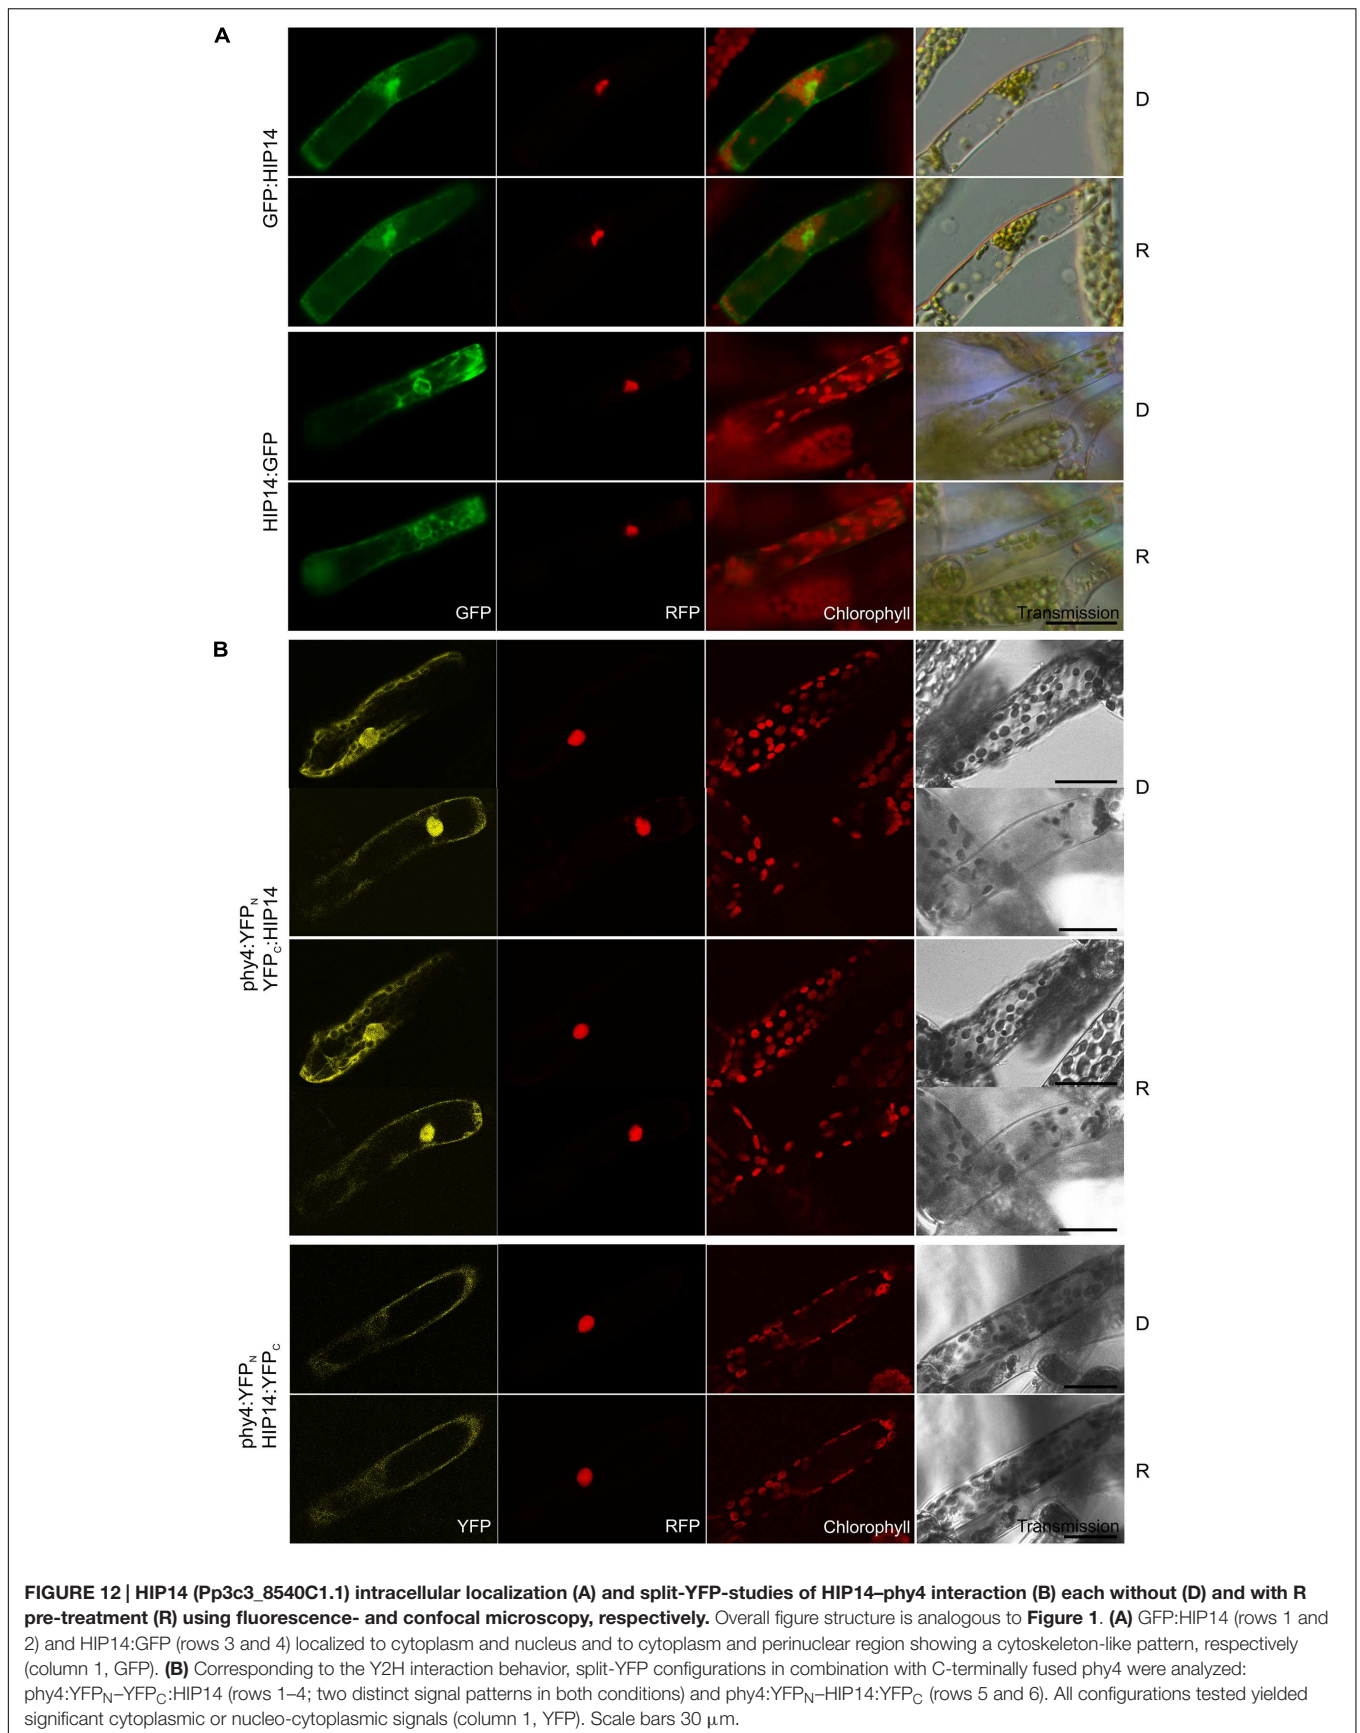 A
GFP:HIP14
D
R
HIP14:GFP
D
R
GFP
RFP
Chlorophyll
Transmission
B
phy4:YFPN
YFPC:HIP14
D
R
phy4:YFPN
HIP14:YFPC
D
R
YFP
RFP
Chlorophyll
Transmission
FIGURE 12 | HIP14 (Pp3c3_8540C1.1) intracellular localization (A) and split-YFP-studies of HIP14–phy4 interaction (B) each without (D) and with R
pre-treatment (R) using fluorescence- and confocal microscopy, respectively. Overall figure structure is analogous to Figure 1. (A) GFP:HIP14 (rows 1 and
2) and HIP14:GFP (rows 3 and 4) localized to cytoplasm and nucleus and to cytoplasm and perinuclear region showing a cytoskeleton-like pattern, respectively
(column 1, GFP). (B) Corresponding to the Y2H interaction behavior, split-YFP configurations in combination with C-terminally fused phy4 were analyzed:
phy4:YFPN–YFPC:HIP14 (rows 1–4; two distinct signal patterns in both conditions) and phy4:YFPN–HIP14:YFPC (rows 5 and 6). All configurations tested yielded
significant cytoplasmic or nucleo-cytoplasmic signals (column 1, YFP). Scale bars 30 μm.